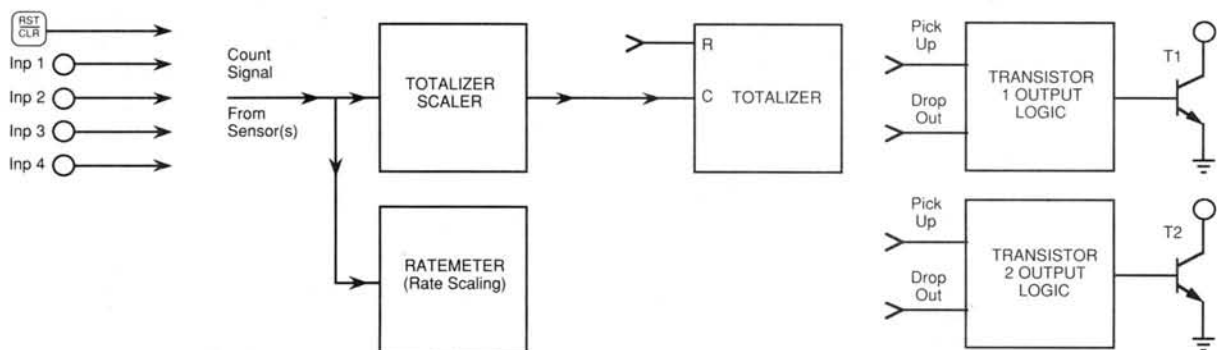 RST
CLR
Inp 1
Inp 2
Inp 3
Inp 4
Count
Signal
From
Sensor(s)
TOTALIZER
SCALER
R
C TOTALIZER
RATEMETER
(Rate Scaling)
Pick
Up
Drop
Out
TRANSISTOR
1 OUTPUT
LOGIC
T1
Pick
Up
Drop
Out
TRANSISTOR
2 OUTPUT
LOGIC
T2